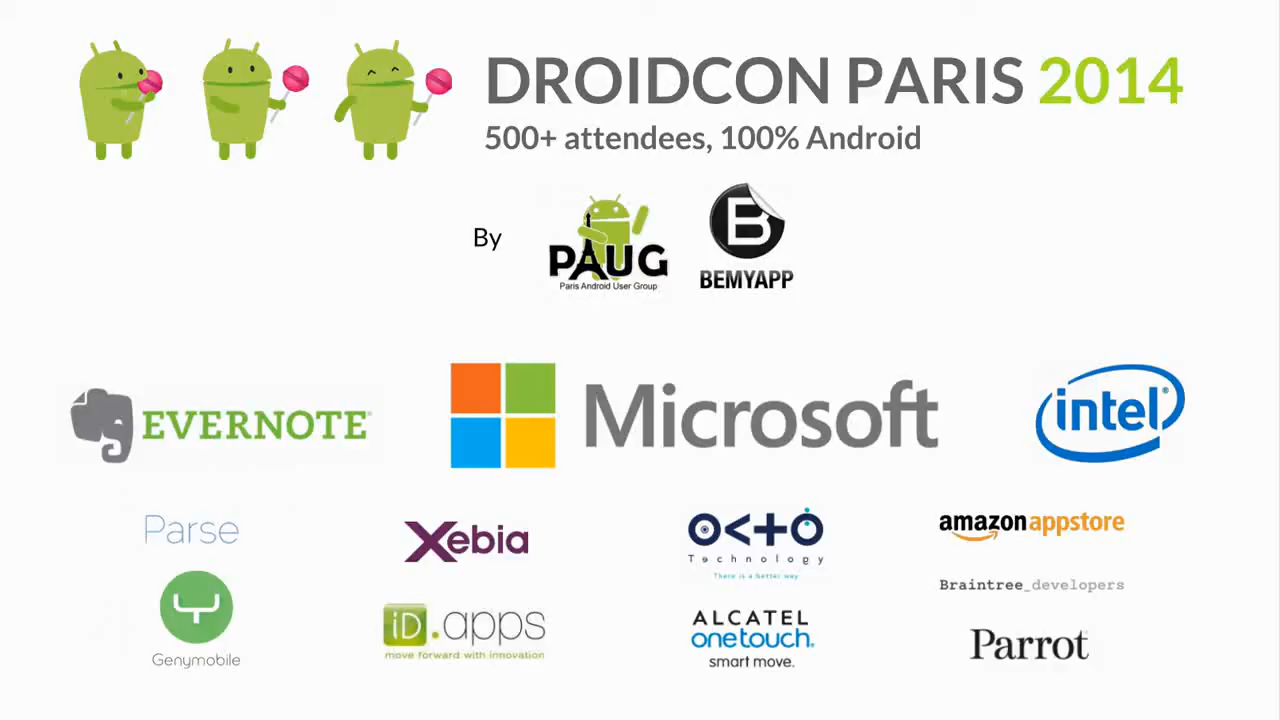 DROIDCON PARIS 2014
500+ attendees, 100% Android
By
PAUG
Paris Android User Group
B
BEMYAPP
EVERNOTE®
Microsoft
intel®
Parse
Xebia
OCTO
Technology
There is a better way
amazon appstore
Braintree_developers
Genymobile
iD.apps
move forward with innovation
ALCATEL
onetouch®
smart move.
Parrot